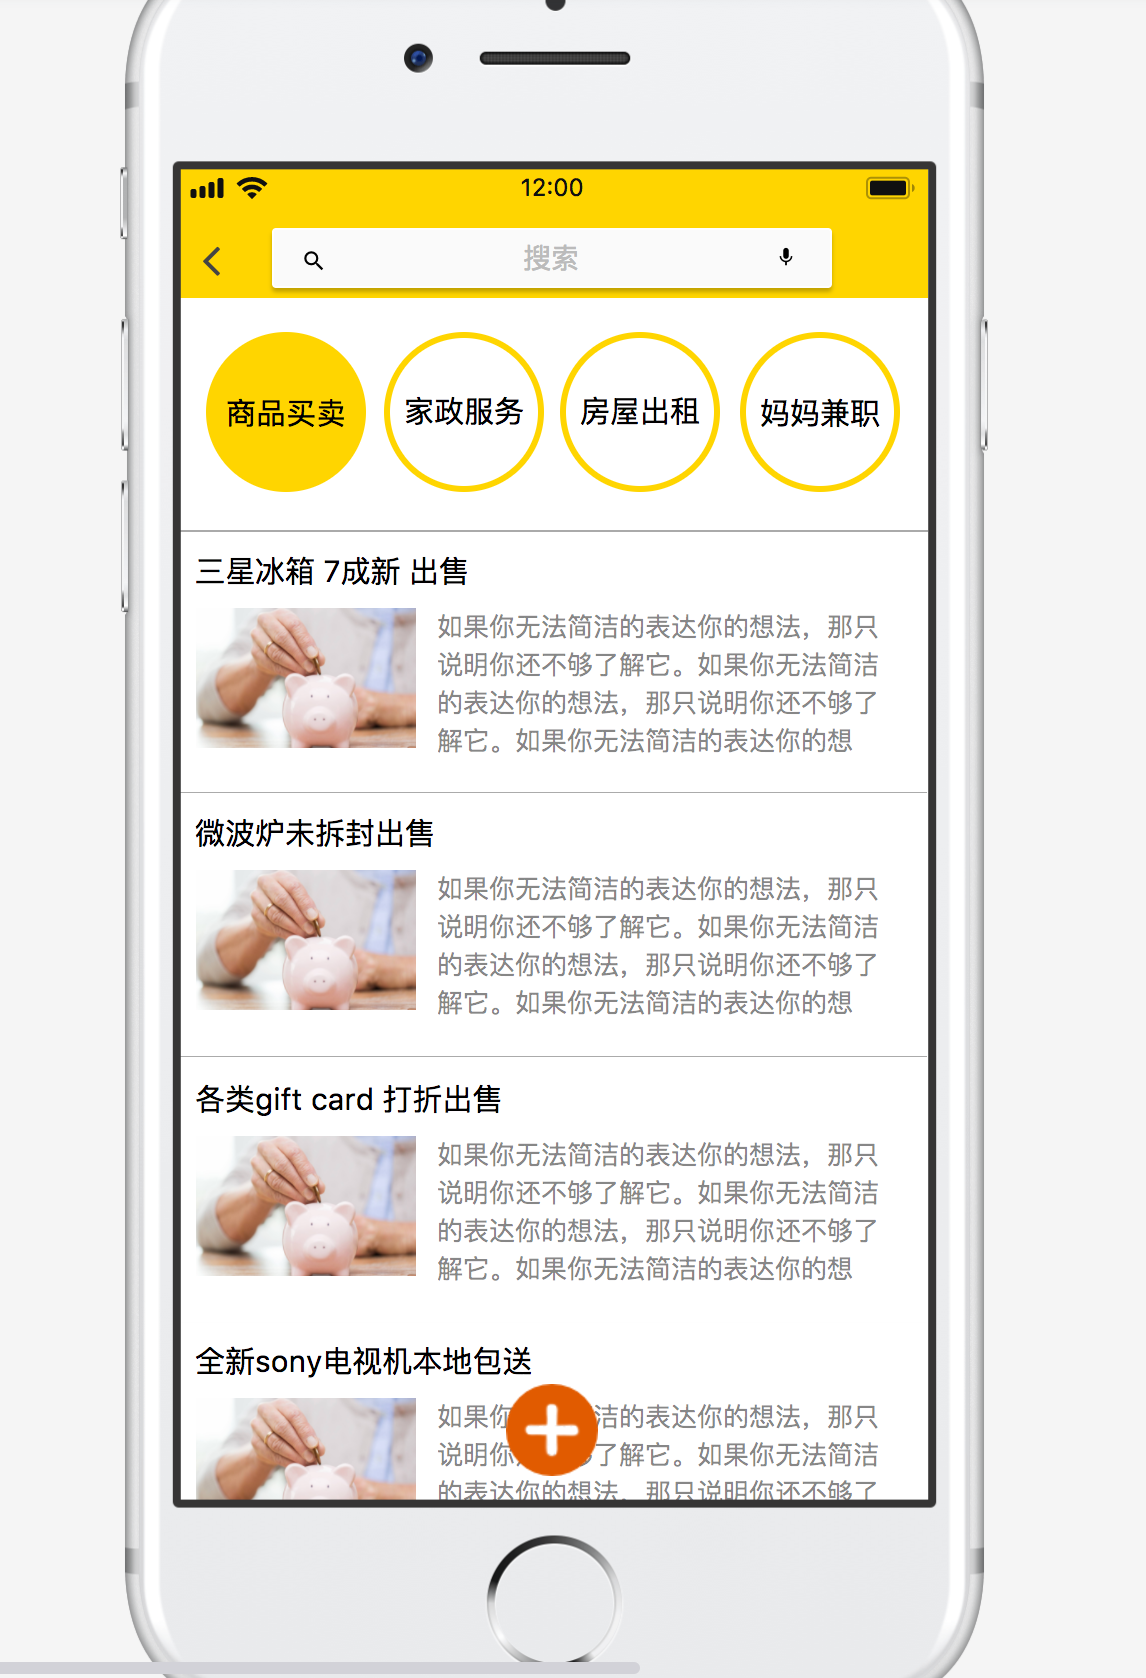 12:00
搜索
商品买卖
家政服务
房屋出租
妈妈兼职
三星冰箱 7成新 出售
如果你无法简洁的表达你的想法，那只
说明你还不够了解它。如果你无法简洁
的表达你的想法，那只说明你还不够了
解它。如果你无法简洁的表达你的想
微波炉未拆封出售
如果你无法简洁的表达你的想法，那只
说明你还不够了解它。如果你无法简洁
的表达你的想法，那只说明你还不够了
解它。如果你无法简洁的表达你的想
各类gift card 打折出售
如果你无法简洁的表达你的想法，那只
说明你还不够了解它。如果你无法简洁
的表达你的想法，那只说明你还不够了
解它。如果你无法简洁的表达你的想
全新sony电视机本地包送
如果你 洁的表达你的想法，那只
说明你 了解它。如果你无法简洁
的表达你的想法，那只说明你还不够了